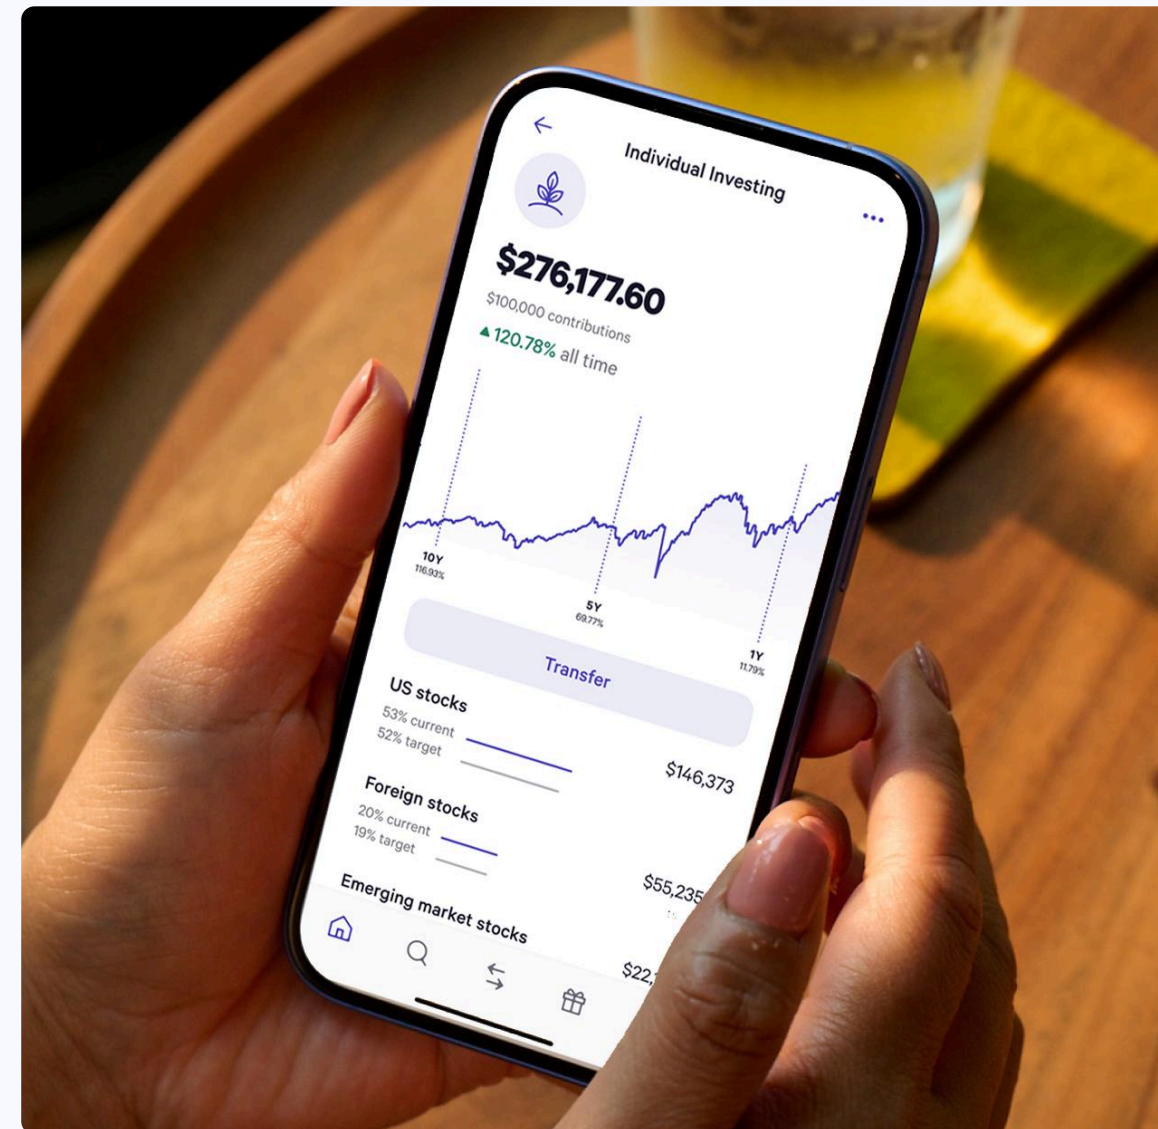 Individual Investing
$276,177.60
$100,000 contributions
▲120.78% all time
10Y
116.93%
5Y
69.77%
1Y
11.79%
Transfer
US stocks
53% current
52% target
$146,373
Foreign stocks
20% current
19% target
$55,235
Emerging market stocks